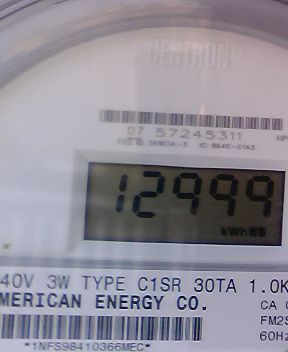 CENTRON
07 57245311
12999
kWh
40V 3W TYPE C1SR 30TA 1.0K
MERICAN ENERGY CO.
CA
FM2S
60Hz
*1NFS98410366MEC*